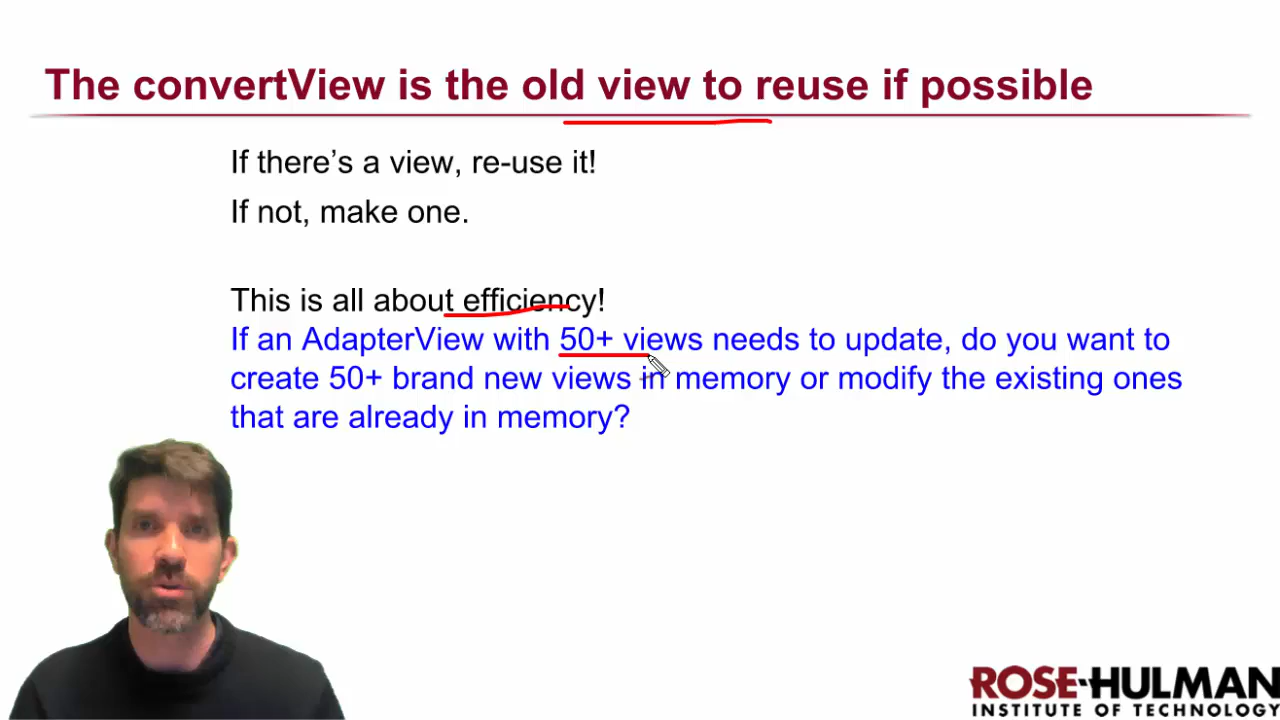 The convertView is the old view to reuse if possible
If there’s a view, re-use it!
If not, make one.
This is all about efficiency!
If an AdapterView with 50+ views needs to update, do you want to
create 50+ brand new views in memory or modify the existing ones
that are already in memory?
ROSE-HULMAN
INSTITUTE OF TECHNOLOGY